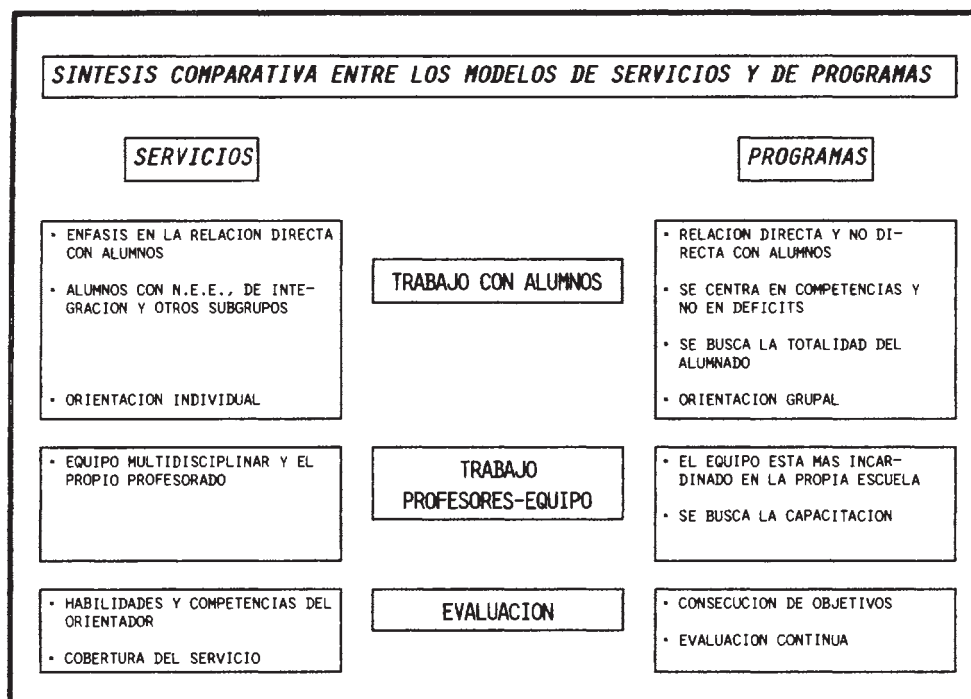 SINTESIS COMPARATIVA ENTRE LOS MODELOS DE SERVICIOS Y DE PROGRAMAS
SERVICIOS
PROGRAMAS
· ENFASIS EN LA RELACION DIRECTA
CON ALUMNOS
· ALUMNOS CON N.E.E., DE INTE-
GRACION Y OTROS SUBGRUPOS
· ORIENTACION INDIVIDUAL
TRABAJO CON ALUMNOS
· RELACION DIRECTA Y NO DI-
RECTA CON ALUMNOS
· SE CENTRA EN COMPETENCIAS Y
NO EN DEFICITS
· SE BUSCA LA TOTALIDAD DEL
ALUMNADO
· ORIENTACION GRUPAL
· EQUIPO MULTIDISCIPLINAR Y EL
PROPIO PROFESORADO
TRABAJO
PROFESORES-EQUIPO
· EL EQUIPO ESTA MAS INCAR-
DINADO EN LA PROPIA ESCUELA
· SE BUSCA LA CAPACITACION
· HABILIDADES Y COMPETENCIAS DEL
ORIENTADOR
· COBERTURA DEL SERVICIO
EVALUACION
· CONSECUCION DE OBJETIVOS
· EVALUACION CONTINUA